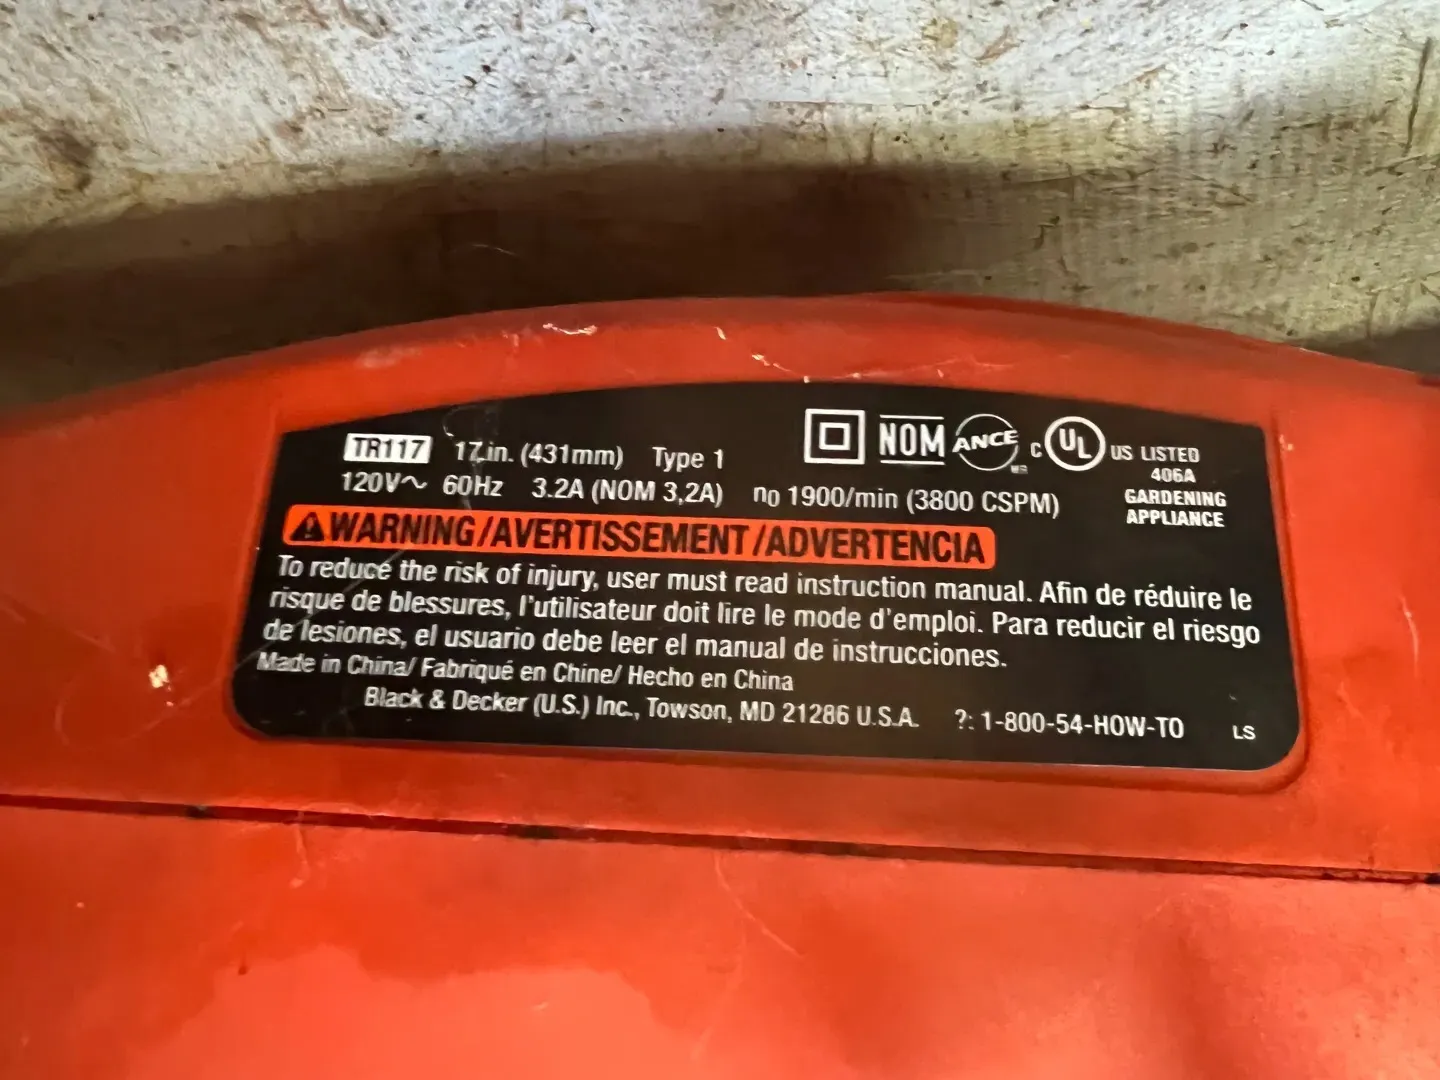 TR117 17 in. (431mm) Type 1
120V~ 60Hz 3.2A (NOM 3,2A) n0 1900/min (3800 CSPM)
NOM ANCE C UL US LISTED
406A
GARDENING
APPLIANCE
WARNING/AVERTISSEMENT/ADVERTENCIA
To reduce the risk of injury, user must read instruction manual. Afin de réduire le
risque de blessures, l'utilisateur doit lire le mode d'emploi. Para reducir el riesgo
de lesiones, el usuario debe leer el manual de instrucciones.
Made in China/ Fabriqué en Chine/ Hecho en China
Black & Decker (U.S.) Inc., Towson, MD 21286 U.S.A. ?: 1-800-54-HOW-TO LS